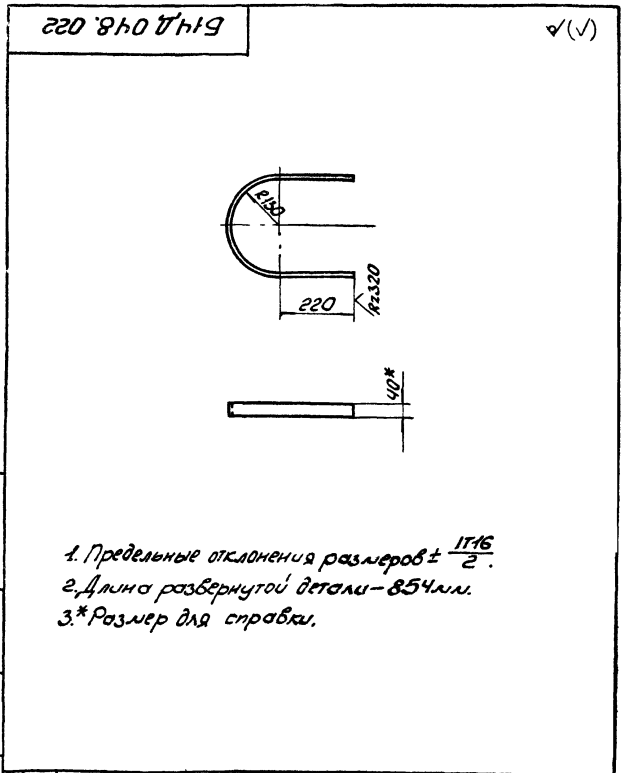 Б14Д 048. 022
(√)
R130
220
Rz320
40*
1. Предельные отклонения размеров ± IT16/2.
2. Длина развернутой детали – 854мм.
3.* Размер для справки.